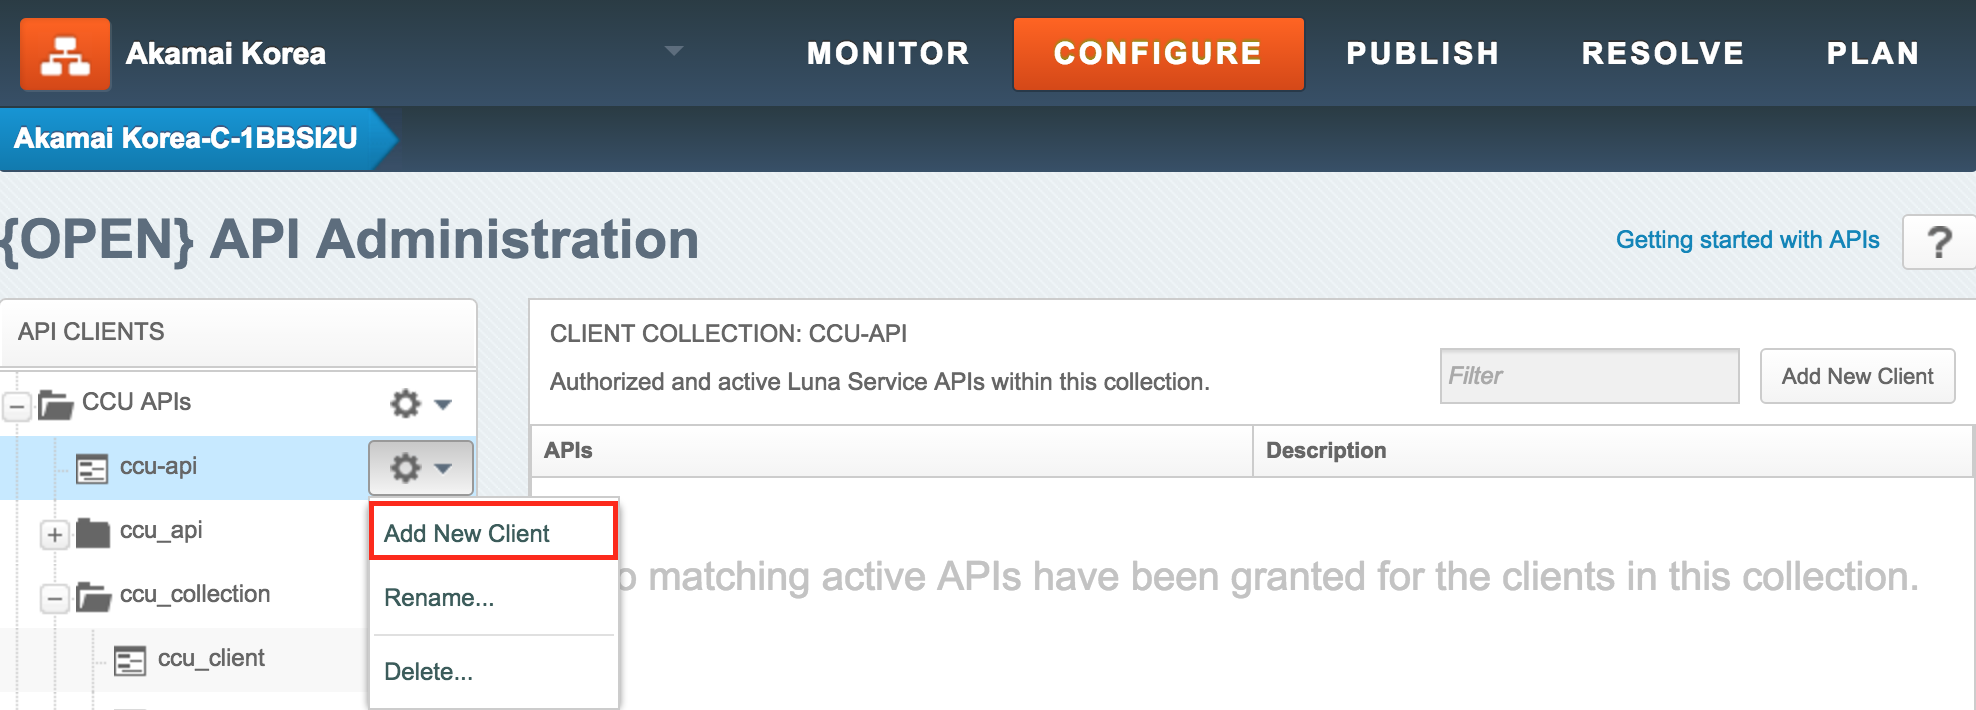 Akamai Korea
MONITOR
CONFIGURE
PUBLISH
RESOLVE
PLAN
Akamai Korea-C-1BBSI2U
{OPEN} API Administration
Getting started with APIs
?
API CLIENTS
CCU APIs
ccu-api
ccu_api
ccu_collection
ccu_client
Add New Client
Rename...
Delete...
CLIENT COLLECTION: CCU-API
Authorized and active Luna Service APIs within this collection.
Filter
Add New Client
APIs
Description
o matching active APIs have been granted for the clients in this collection.